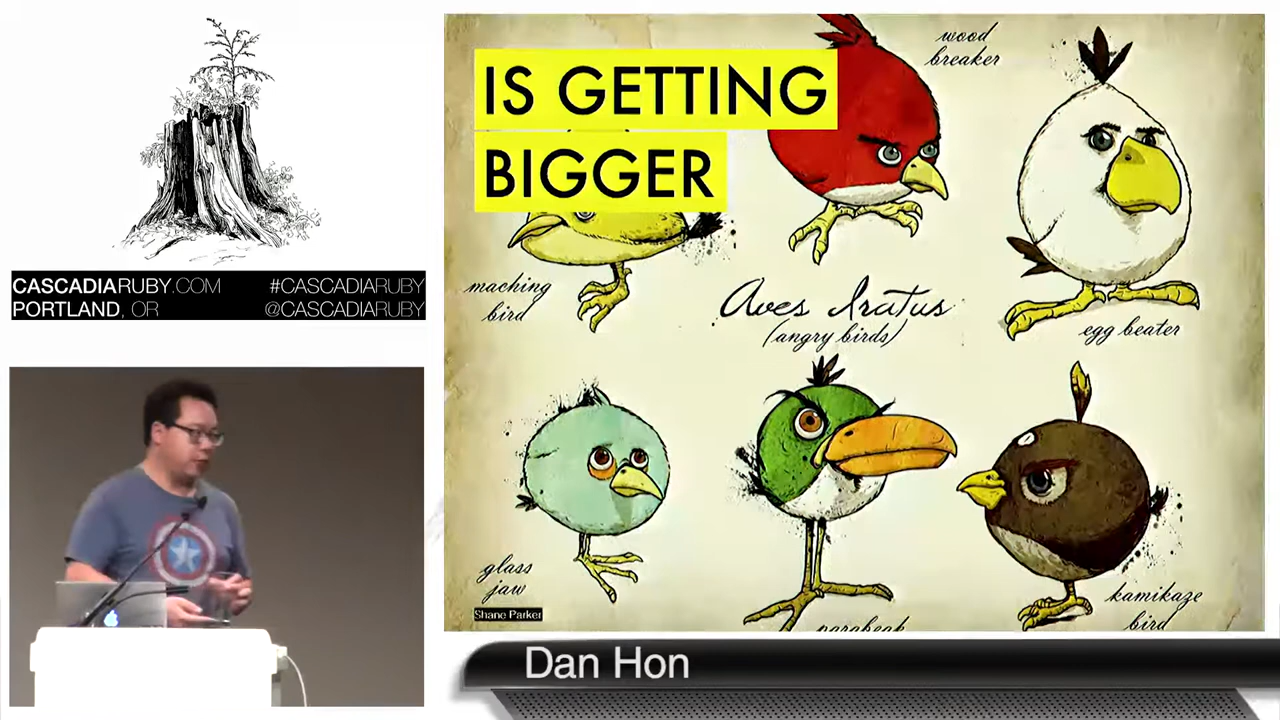 CASCADIARUBY.COM #CASCADIARUBY
PORTLAND, OR @CASCADIARUBY
IS GETTING
BIGGER
wood
breaker
maching
bird
Aves Iratus
(angry birds)
egg beater
glass
jaw
parabeak
kamikaze
bird
Shane Parker
Dan Hon